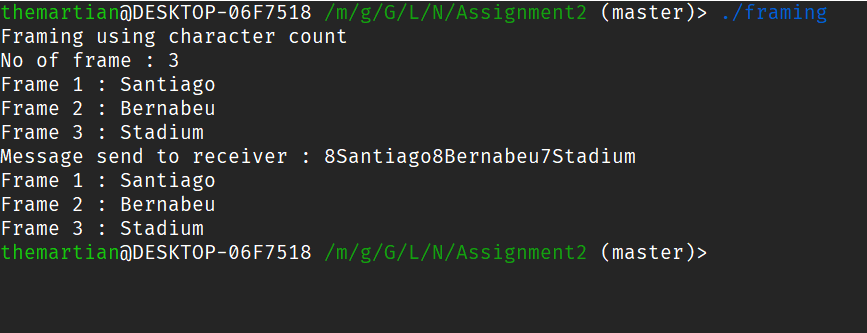 themartian@DESKTOP-06F7518 /m/g/G/L/N/Assignment2 (master)> ./framing
Framing using character count
No of frame : 3
Frame 1 : Santiago
Frame 2 : Bernabeu
Frame 3 : Stadium
Message send to receiver : 8Santiago8Bernabeu7Stadium
Frame 1 : Santiago
Frame 2 : Bernabeu
Frame 3 : Stadium
themartian@DESKTOP-06F7518 /m/g/G/L/N/Assignment2 (master)>